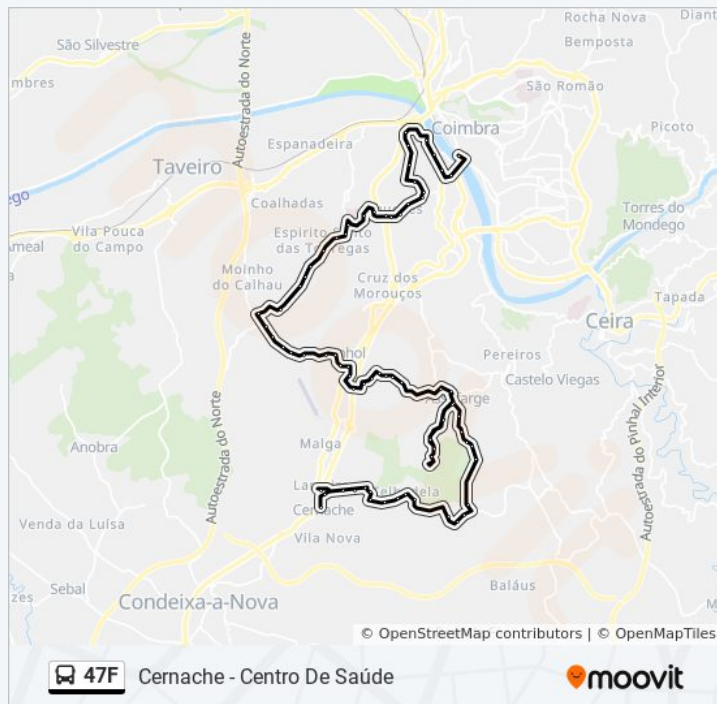 Rocha Nova
São Silvestre
Bemposta
São Romão
Coimbra
Picoto
Espanadeira
Autoestrada do Norte
Taveiro
Coalhadas
Torres do
Mondego
Vila Pouca
do Campo
Ameal
Espirito
Moinho
do Calhau
Cruz dos
Morouços
Tapada
Ceira
Pereiros
Castelo Viegas
Anobra
Malga
Autoestrada do Norte
Autoestrada do Pinhal Interior
Cernache
Venda da Luísa
Vila Nova
Sebal
Baláus
Condeixa-a-Nova
© OpenStreetMap contributors | © OpenMapTiles
47F Cernache - Centro De Saúde
moovit